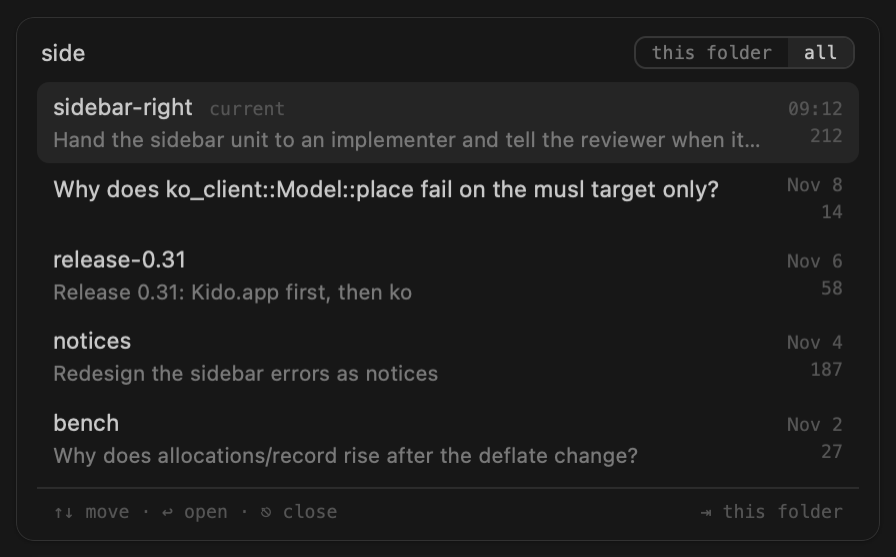 side this folder all
sidebar-right current 09:12
Hand the sidebar unit to an implementer and tell the reviewer when it… 212
Why does ko_client::Model::place fail on the musl target only? Nov 8
14
release-0.31 Nov 6
Release 0.31: Kido.app first, then ko 58
notices Nov 4
Redesign the sidebar errors as notices 187
bench Nov 2
Why does allocations/record rise after the deflate change? 27
↑↓ move · ↩ open · ⎋ close ⇥ this folder